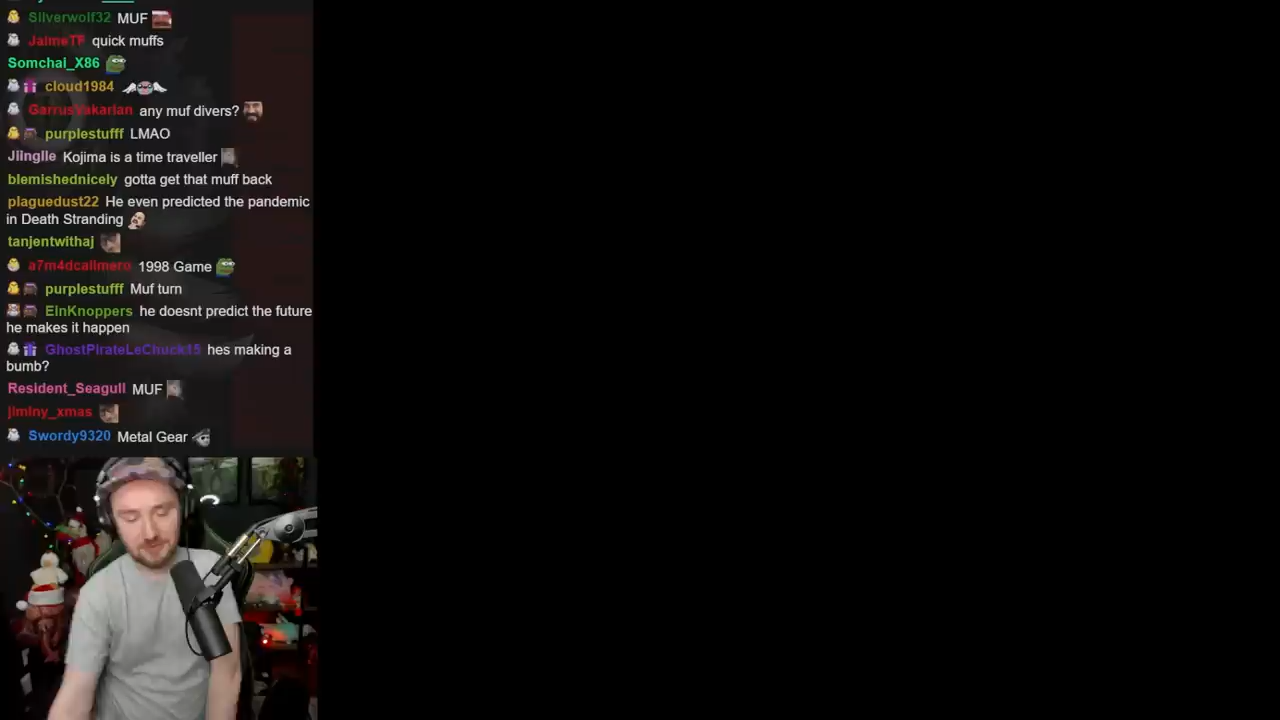 Silverwolf32 MUF
JaimeTF quick muffs
Somchai_X86
cloud1984
GarrusVakarian any muf divers?
purplestufff LMAO
Jiinglle Kojima is a time traveller
blemishednicely gotta get that muff back
plaguedust22 He even predicted the pandemic
in Death Stranding
tanjentwithaj
a7m4dcallmero 1998 Game
purplestufff Muf turn
EinKnoppers he doesnt predict the future
he makes it happen
GhostPirateLeChuck15 hes making a
bumb?
Resident_Seagull MUF
jiminy_xmas
Swordy9320 Metal Gear